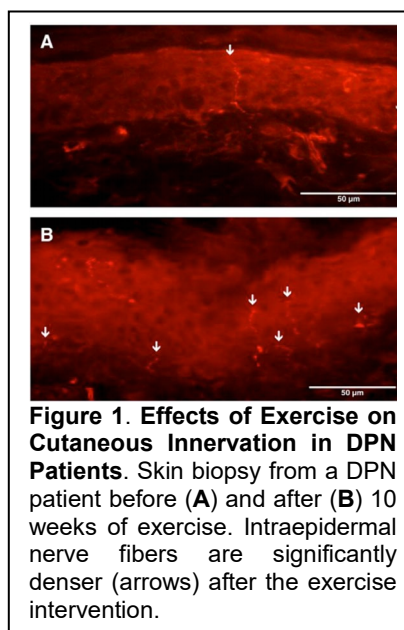 A
50 µm
B
50 µm
Figure 1. Effects of Exercise on
Cutaneous Innervation in DPN
Patients. Skin biopsy from a DPN
patient before (A) and after (B) 10
weeks of exercise. Intraepidermal
nerve fibers are significantly
denser (arrows) after the exercise
intervention.